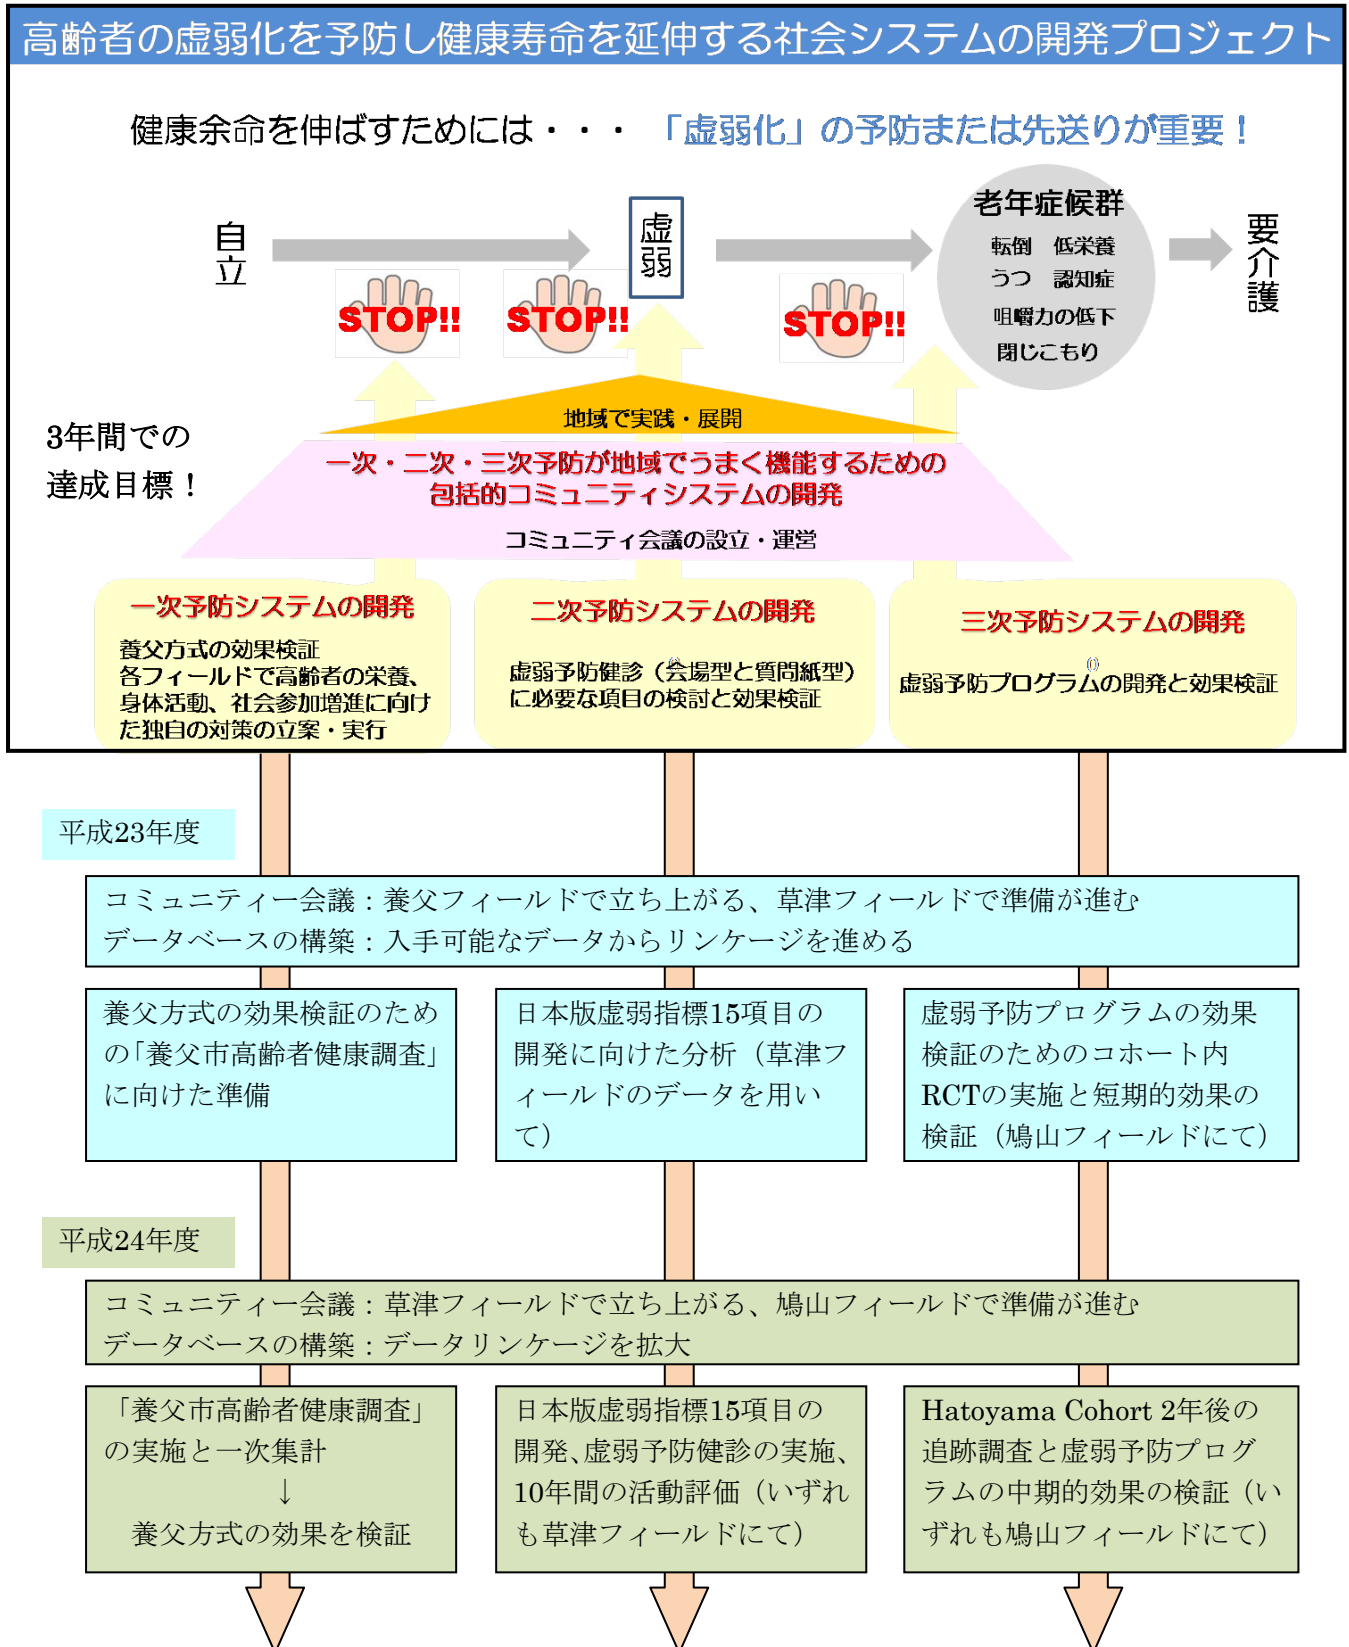 高齢者の虚弱化を予防し健康寿命を延伸する社会システムの開発プロジェクト
健康余命を伸ばすためには・・・ 「虚弱化」の予防または先送りが重要!
自立
虚弱
老年症候群
転倒 低栄養
うつ 認知症
咀嚼力の低下
閉じこもり
要介護
STOP!!
STOP!!
STOP!!
地域で実践・展開
3年間での
達成目標!
一次・二次・三次予防が地域でうまく機能するための
包括的コミュニティシステムの開発
コミュニティ会議の設立・運営
一次予防システムの開発
養父方式の効果検証
各フィールドで高齢者の栄養、
身体活動、社会参加増進に向け
た独自の対策の立案・実行
二次予防システムの開発
虚弱予防健診(会場型と質問紙型)
に必要な項目の検討と効果検証
三次予防システムの開発
虚弱予防プログラムの開発と効果検証
平成23年度
コミュニティー会議:養父フィールドで立ち上がる、草津フィールドで準備が進む
データベースの構築:入手可能なデータからリンケージを進める
養父方式の効果検証のため
の「養父市高齢者健康調査」
に向けた準備
日本版虚弱指標15項目の
開発に向けた分析(草津フ
ィールドのデータを用い
て)
虚弱予防プログラムの効果
検証のためのコホート内
RCTの実施と短期的効果の
検証(鳩山フィールドにて)
平成24年度
コミュニティー会議:草津フィールドで立ち上がる、鳩山フィールドで準備が進む
データベースの構築:データリンケージを拡大
「養父市高齢者健康調査」
の実施と一次集計
↓
養父方式の効果を検証
日本版虚弱指標15項目の
開発、虚弱予防健診の実施、
10年間の活動評価(いずれ
も草津フィールドにて)
Hatoyama Cohort 2年後の
追跡調査と虚弱予防プログ
ラムの中期的効果の検証(い
ずれも鳩山フィールドにて)